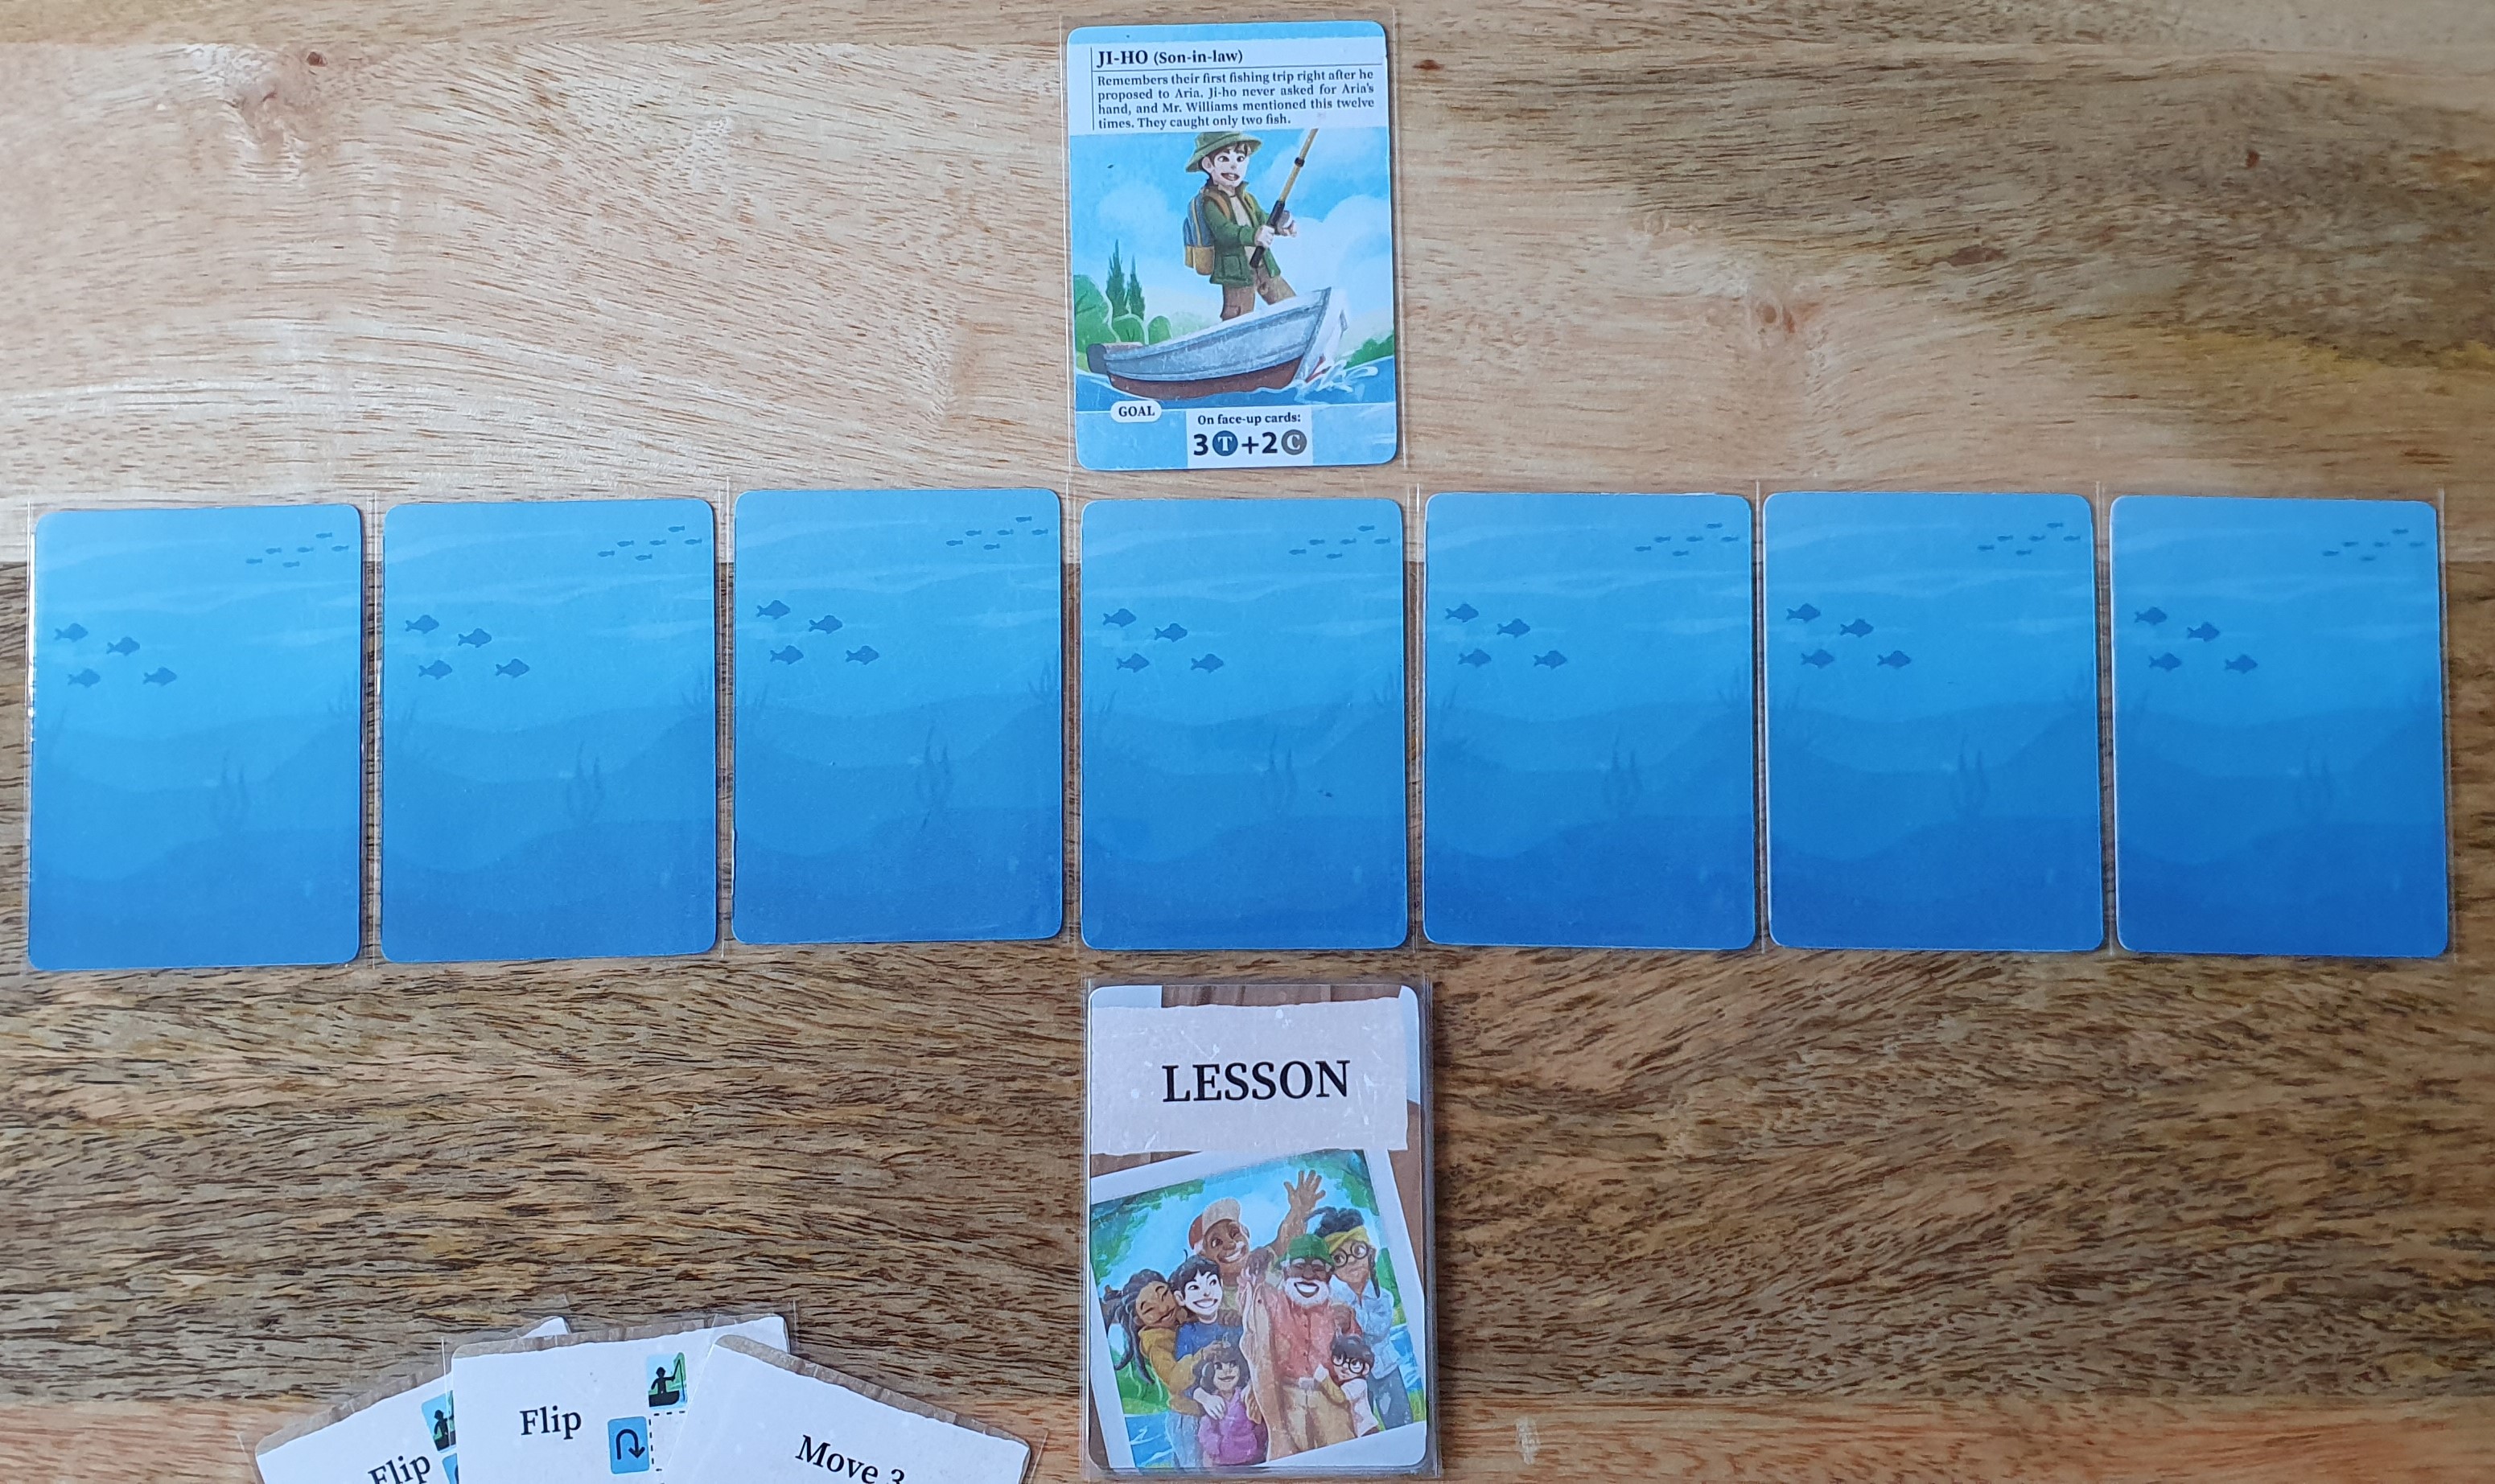 JI-HO (Son-in-law)
Remembers their first fishing trip right after he
proposed to Aria. Ji-ho never asked for Aria's
hand, and Mr. Williams mentioned this twelve
times. They caught only two fish.
GOAL
On face-up cards:
3 T + 2 C
LESSON
Flip
Flip
Move 3